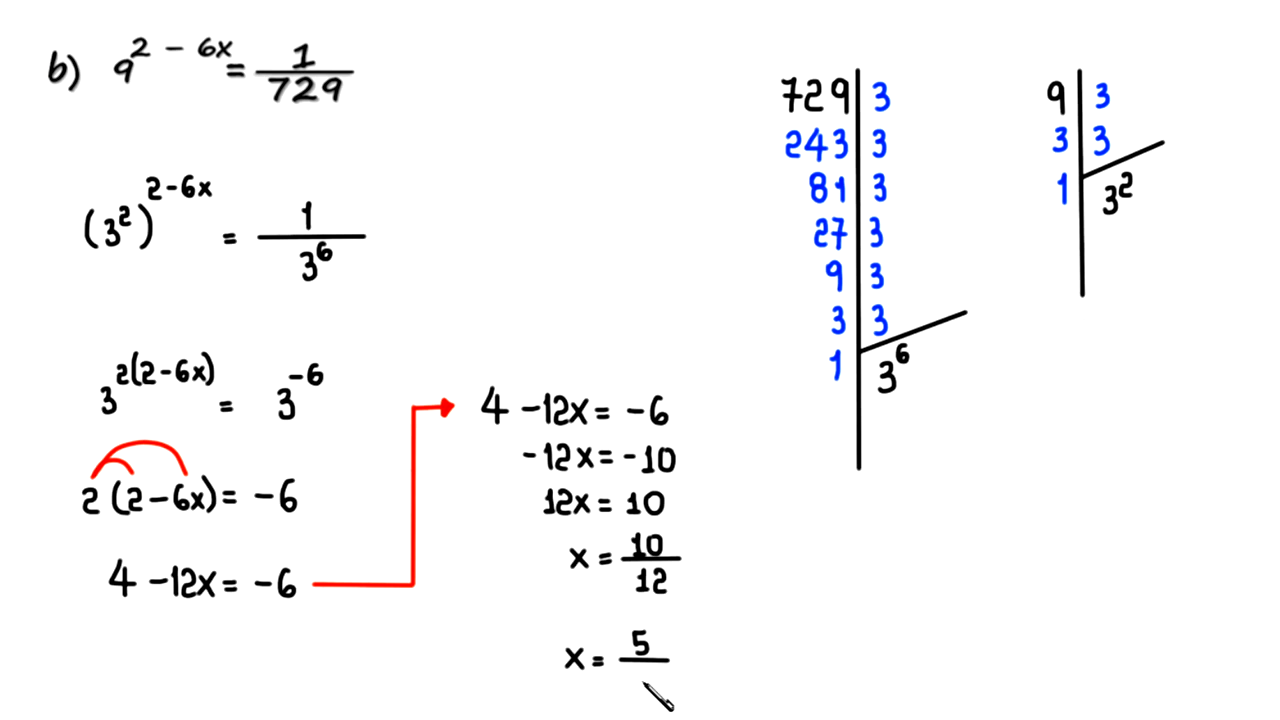 b) 9^{2 - 6x} = 1/729
(3^2)^{2-6x} = 1/3^6
3^{2(2-6x)} = 3^{-6}
2(2-6x) = -6
4 -12x = -6
4 -12x = -6
-12x = -10
12x = 10
x = 10/12
x = 5/
729 | 3
243 | 3
81 | 3
27 | 3
9 | 3
3 | 3
1 | 3^6
9 | 3
3 | 3
1 | 3^2